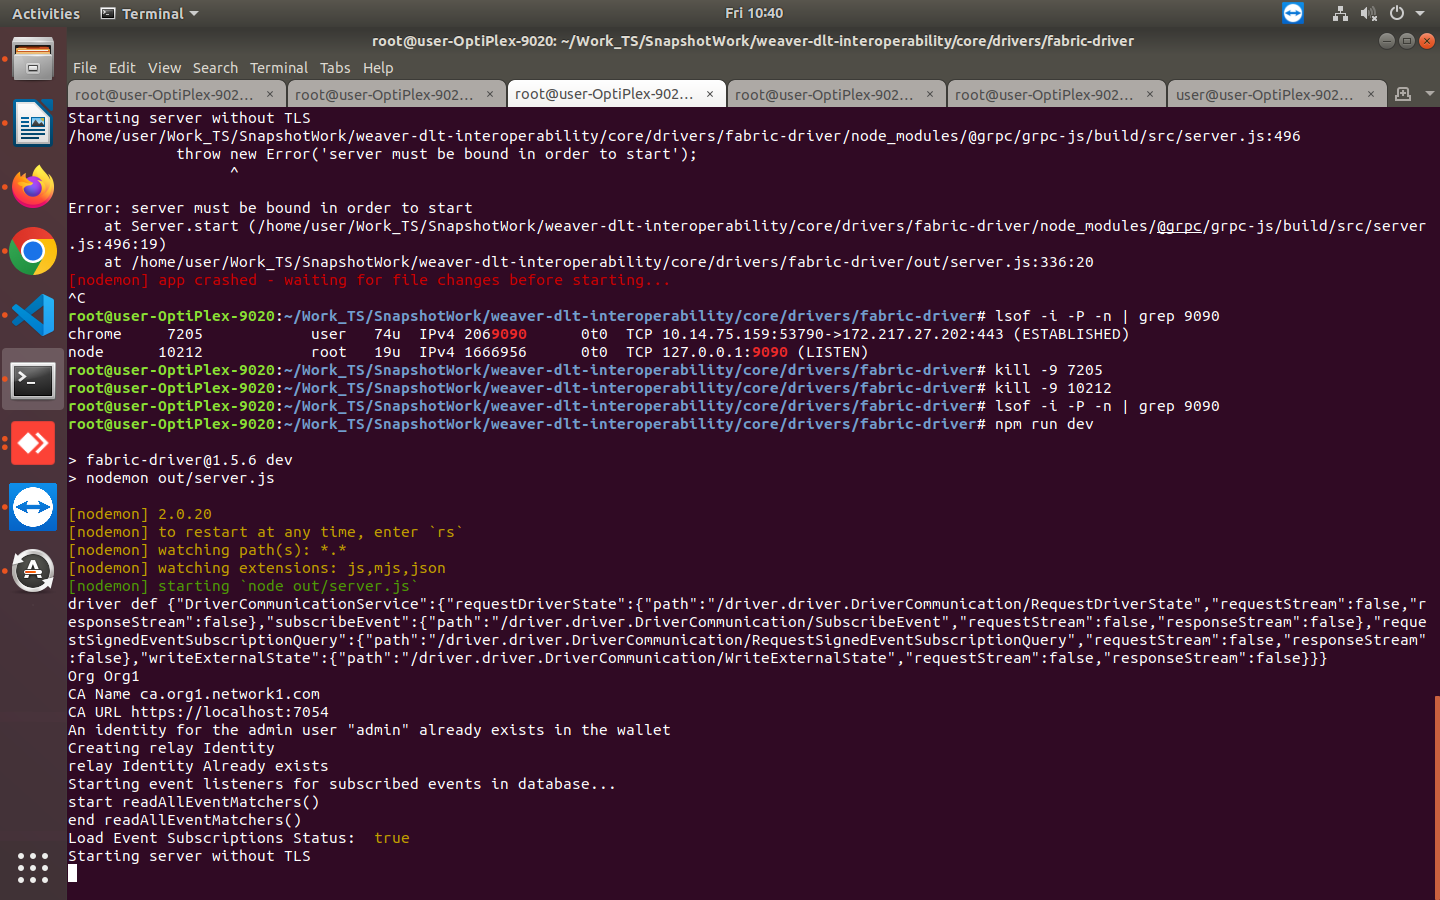 Activities Terminal Fri 10:40
root@user-OptiPlex-9020: ~/Work_TS/SnapshotWork/weaver-dlt-interoperability/core/drivers/fabric-driver
File Edit View Search Terminal Tabs Help
root@user-OptiPlex-902... × root@user-OptiPlex-902... × root@user-OptiPlex-902... × root@user-OptiPlex-902... × root@user-OptiPlex-902... × user@user-OptiPlex-902... ×
Starting server without TLS
/home/user/Work_TS/SnapshotWork/weaver-dlt-interoperability/core/drivers/fabric-driver/node_modules/@grpc/grpc-js/build/src/server.js:496
            throw new Error('server must be bound in order to start');
                  ^
Error: server must be bound in order to start
    at Server.start (/home/user/Work_TS/SnapshotWork/weaver-dlt-interoperability/core/drivers/fabric-driver/node_modules/@grpc/grpc-js/build/src/server
.js:496:19)
    at /home/user/Work_TS/SnapshotWork/weaver-dlt-interoperability/core/drivers/fabric-driver/out/server.js:336:20
[nodemon] app crashed - waiting for file changes before starting...
^C
root@user-OptiPlex-9020:~/Work_TS/SnapshotWork/weaver-dlt-interoperability/core/drivers/fabric-driver# lsof -i -P -n | grep 9090
chrome     7205            user   74u  IPv4 2069090      0t0  TCP 10.14.75.159:53790->172.217.27.202:443 (ESTABLISHED)
node      10212            root   19u  IPv4 1666956      0t0  TCP 127.0.0.1:9090 (LISTEN)
root@user-OptiPlex-9020:~/Work_TS/SnapshotWork/weaver-dlt-interoperability/core/drivers/fabric-driver# kill -9 7205
root@user-OptiPlex-9020:~/Work_TS/SnapshotWork/weaver-dlt-interoperability/core/drivers/fabric-driver# kill -9 10212
root@user-OptiPlex-9020:~/Work_TS/SnapshotWork/weaver-dlt-interoperability/core/drivers/fabric-driver# lsof -i -P -n | grep 9090
root@user-OptiPlex-9020:~/Work_TS/SnapshotWork/weaver-dlt-interoperability/core/drivers/fabric-driver# npm run dev
> fabric-driver@1.5.6 dev
> nodemon out/server.js
[nodemon] 2.0.20
[nodemon] to restart at any time, enter `rs`
[nodemon] watching path(s): *.*
[nodemon] watching extensions: js,mjs,json
[nodemon] starting `node out/server.js`
driver def {"DriverCommunicationService":{"requestDriverState":{"path":"/driver.driver.DriverCommunication/RequestDriverState","requestStream":false,"r
esponseStream":false},"subscribeEvent":{"path":"/driver.driver.DriverCommunication/SubscribeEvent","requestStream":false,"responseStream":false},"reque
stSignedEventSubscriptionQuery":{"path":"/driver.driver.DriverCommunication/RequestSignedEventSubscriptionQuery","requestStream":false,"responseStream"
:false},"writeExternalState":{"path":"/driver.driver.DriverCommunication/WriteExternalState","requestStream":false,"responseStream":false}}}
Org Org1
CA Name ca.org1.network1.com
CA URL https://localhost:7054
An identity for the admin user "admin" already exists in the wallet
Creating relay Identity
relay Identity Already exists
Starting event listeners for subscribed events in database...
start readAllEventMatchers()
end readAllEventMatchers()
Load Event Subscriptions Status:  true
Starting server without TLS